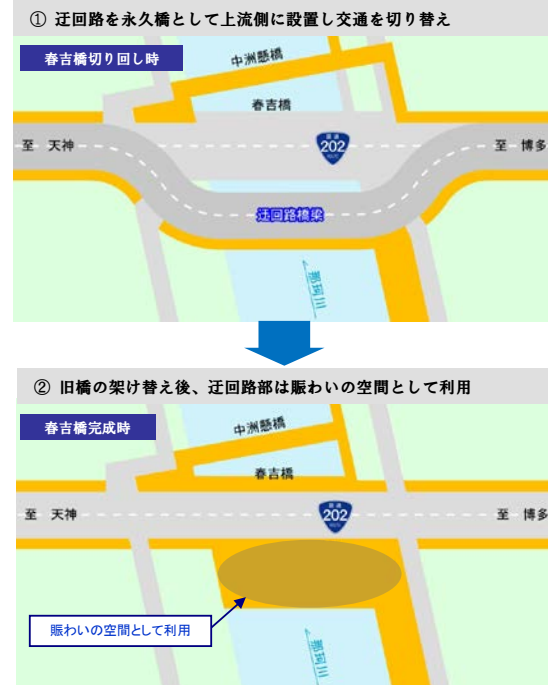 ① 迂回路を永久橋として上流側に設置し交通を切り替え
春吉橋切り回し時
中洲懸橋
春吉橋
至 天神
国道
202
至 博多
迂回路橋梁
那珂川
② 旧橋の架け替え後、迂回路部は賑わいの空間として利用
春吉橋完成時
中洲懸橋
春吉橋
至 天神
国道
202
至 博多
賑わいの空間として利用
那珂川